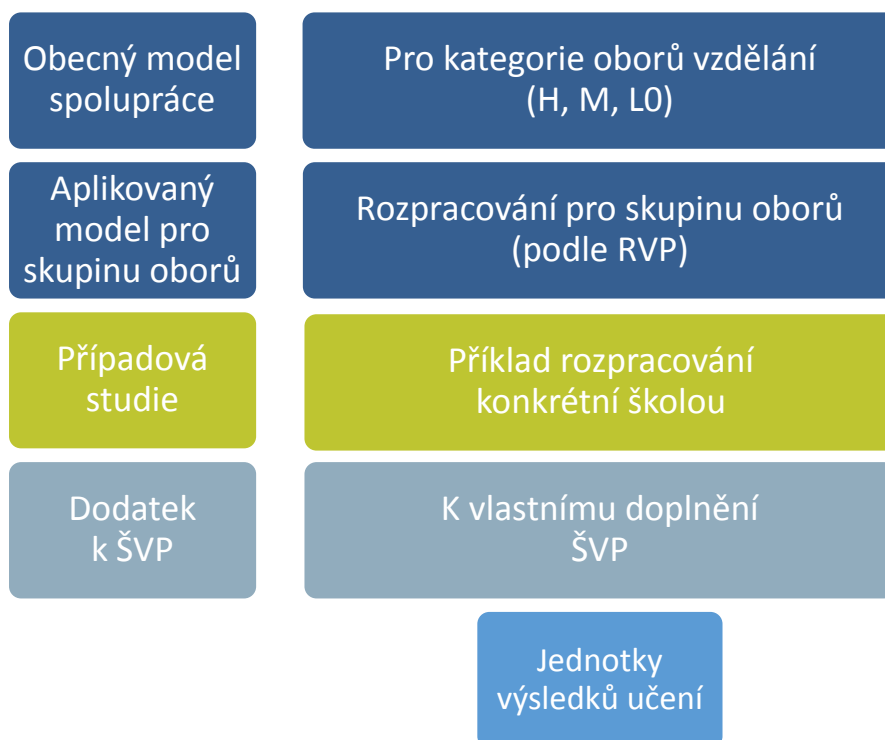 Obecný model
spolupráce
Pro kategorie oborů vzdělání
(H, M, L0)
Aplikovaný
model pro
skupinu oborů
Rozpracování pro skupinu oborů
(podle RVP)
Případová
studie
Příklad rozpracování
konkrétní školou
Dodatek
k ŠVP
K vlastnímu doplnění
ŠVP
Jednotky
výsledků učení